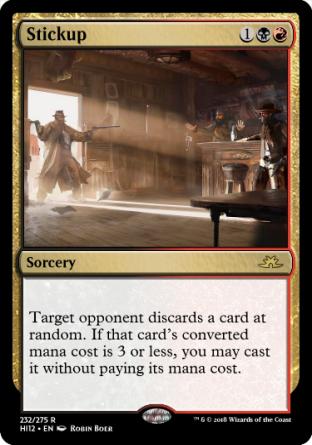 Stickup 1
Sorcery
Target opponent discards a card at
random. If that card's converted
mana cost is 3 or less, you may cast
it without paying its mana cost.
232/275 R
HI12 • EN ROBIN BOER
™ & © 2018 Wizards of the Coast